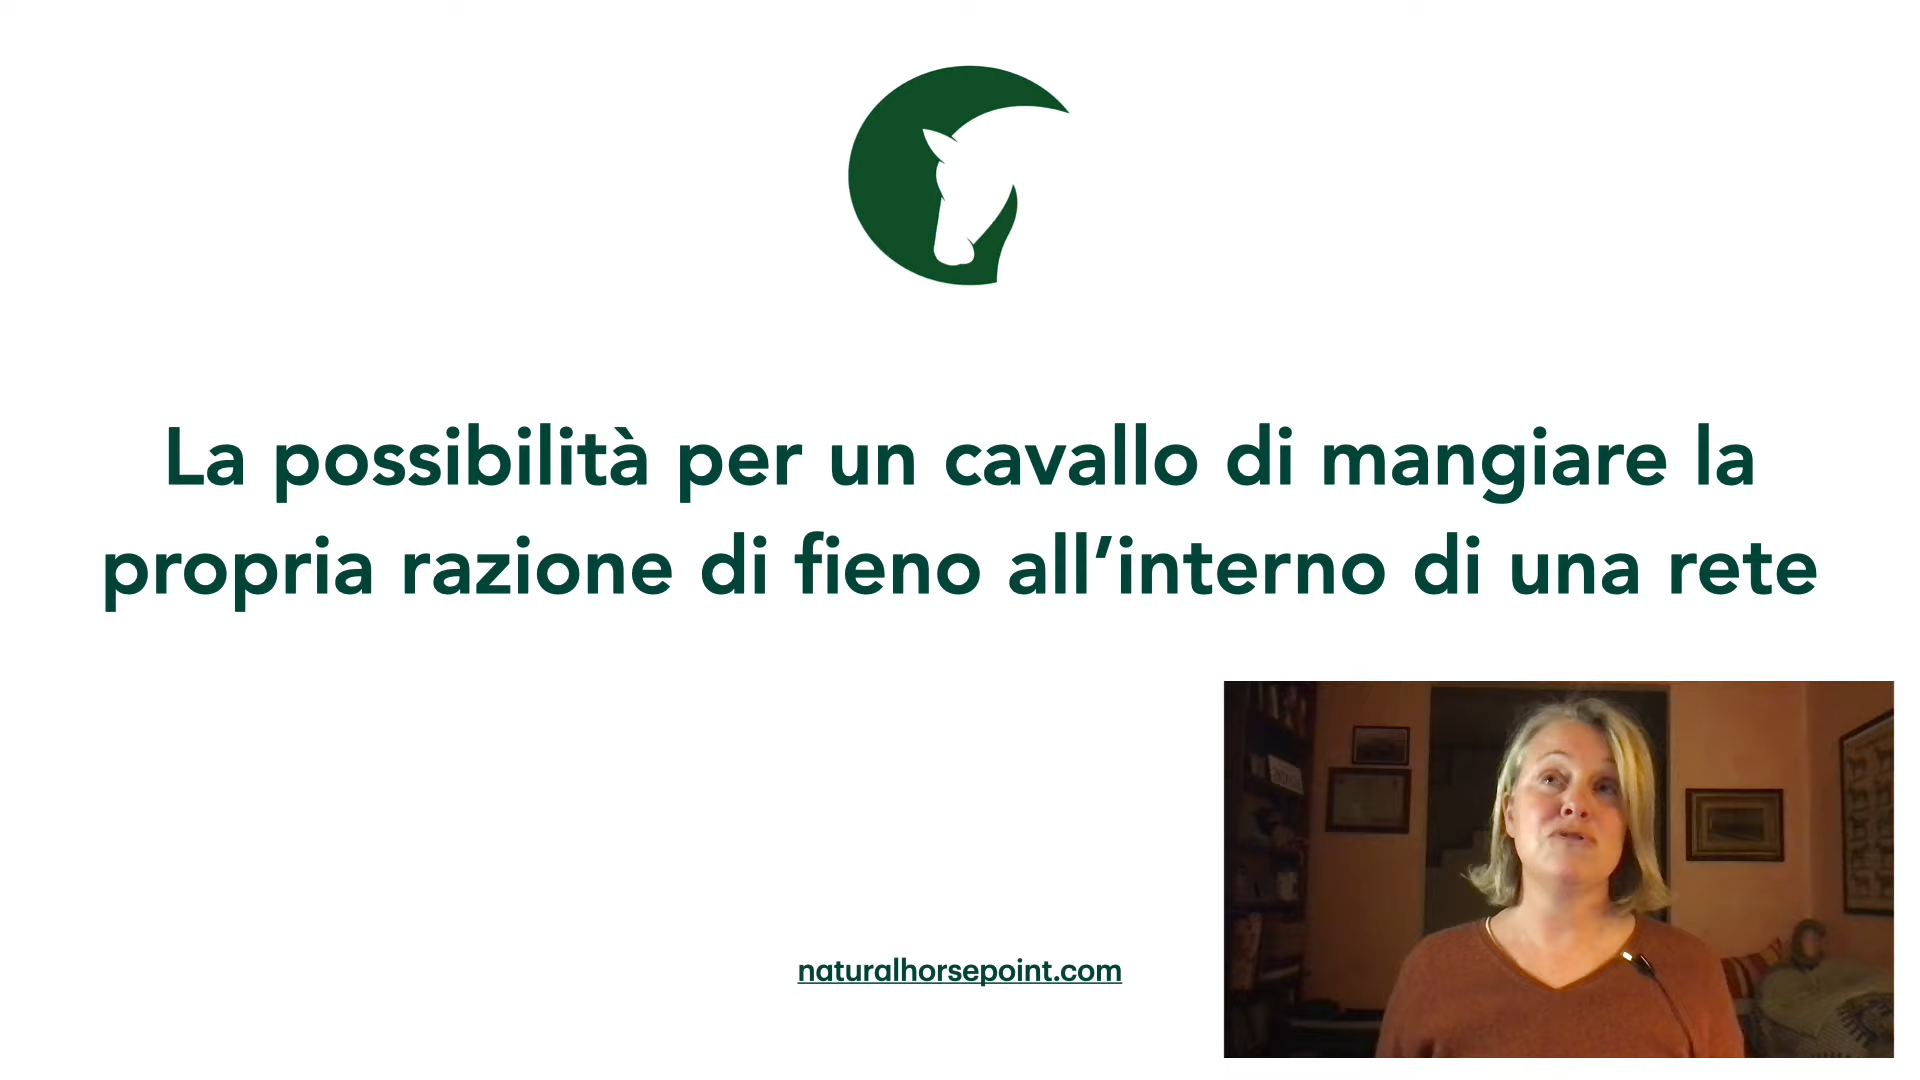 La possibilità per un cavallo di mangiare la
propria razione di fieno all’interno di una rete
naturalhorsepoint.com